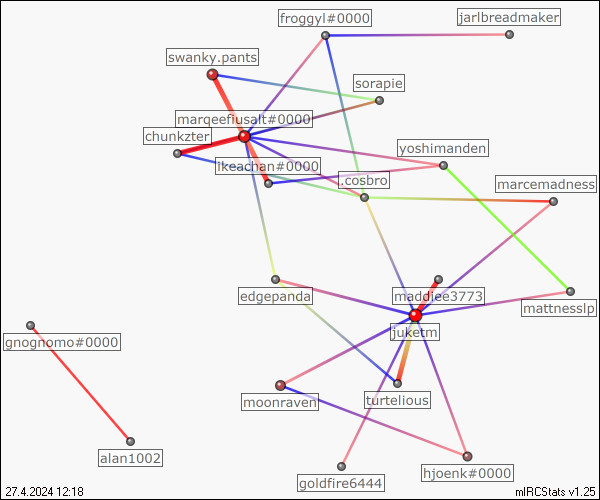 froggyl#0000
jarlbreadmaker
swanky.pants
sorapie
marqeefiusalt#0000
chunkzter
yoshimanden
ikeachan#0000
.cosbro
marcemadness
edgepanda
maddiee3773
mattnesslp
juketm
gnognomo#0000
moonraven
turtelious
alan1002
goldfire6444
hjoenk#0000
27.4.2024 12:18
mIRCStats v1.25